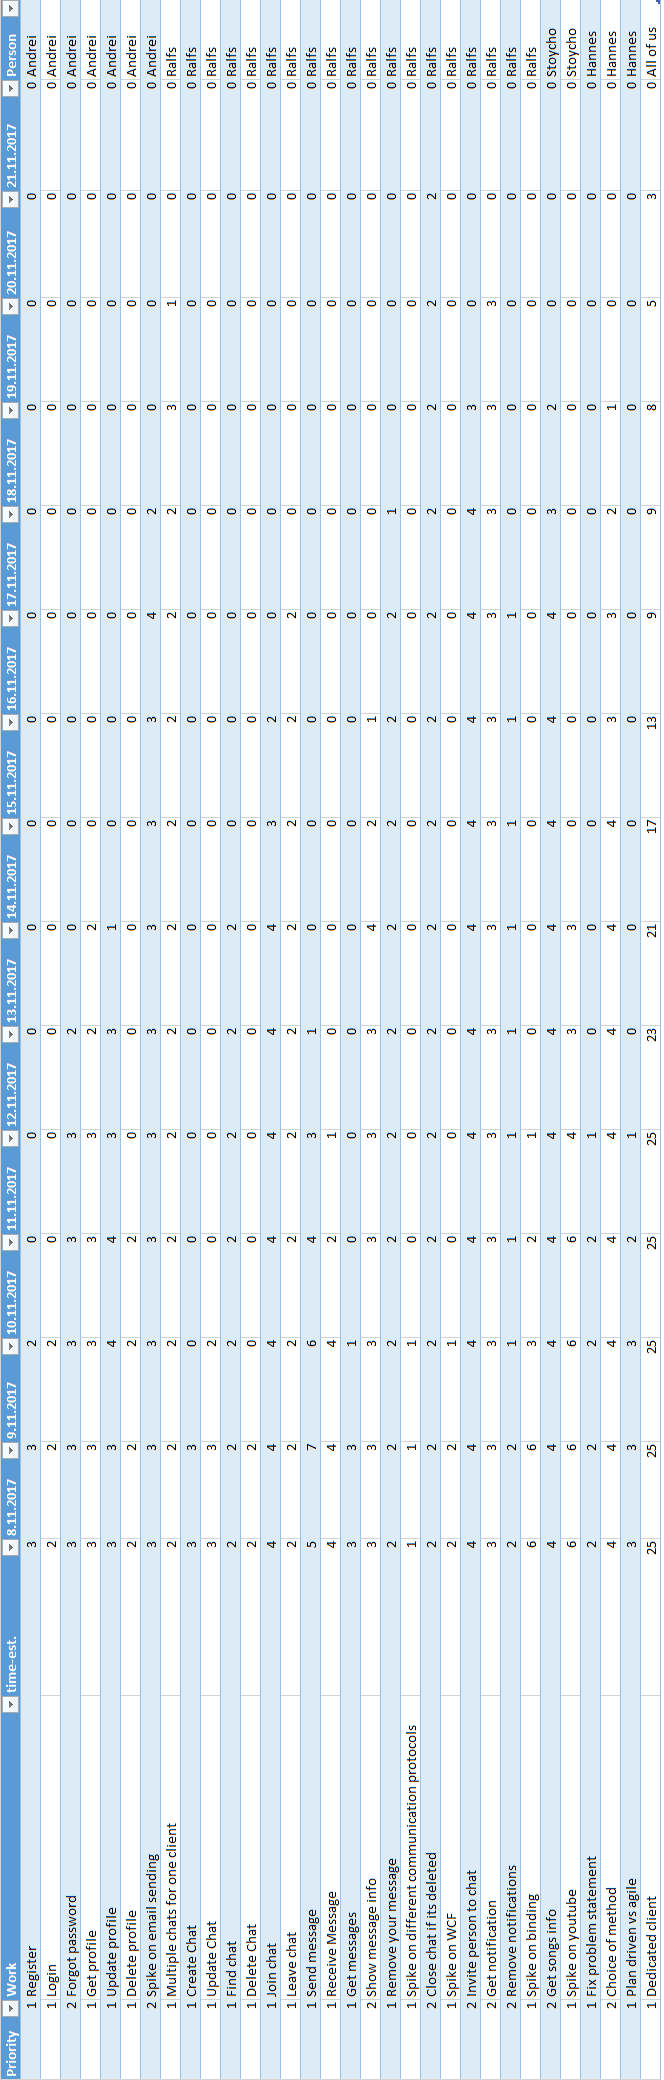 Priority Work time-est. 8.11.2017 9.11.2017 10.11.2017 11.11.2017 12.11.2017 13.11.2017 14.11.2017 15.11.2017 16.11.2017 17.11.2017 18.11.2017 19.11.2017 20.11.2017 21.11.2017 Person
1 Register 3 3 2 0 0 0 0 0 0 0 0 0 0 0 0 Andrei
1 Login 2 2 2 0 0 0 0 0 0 0 0 0 0 0 0 Andrei
2 Forgot password 3 3 3 3 3 2 0 0 0 0 0 0 0 0 0 Andrei
1 Get profile 3 3 3 3 3 2 2 0 0 0 0 0 0 0 0 Andrei
1 Update profile 3 3 4 4 3 3 1 0 0 0 0 0 0 0 0 Andrei
1 Delete profile 2 2 2 2 0 0 0 0 0 0 0 0 0 0 0 Andrei
2 Spike on email sending 3 3 3 3 3 3 3 3 3 4 2 0 0 0 0 Andrei
1 Multiple chats for one client 2 2 2 2 2 2 2 2 2 2 2 3 1 0 0 Ralfs
1 Create Chat 3 3 0 0 0 0 0 0 0 0 0 0 0 0 0 Ralfs
1 Update Chat 3 3 2 0 0 0 0 0 0 0 0 0 0 0 0 Ralfs
1 Find chat 2 2 2 2 2 2 2 0 0 0 0 0 0 0 0 Ralfs
1 Delete Chat 2 2 0 0 0 0 0 0 0 0 0 0 0 0 0 Ralfs
1 Join chat 4 4 4 4 4 4 4 3 2 0 0 0 0 0 0 Ralfs
1 Leave chat 2 2 2 2 2 2 2 2 2 2 0 0 0 0 0 Ralfs
1 Send message 5 7 6 4 3 1 0 0 0 0 0 0 0 0 0 Ralfs
1 Receive Message 4 4 4 2 1 0 0 0 0 0 0 0 0 0 0 Ralfs
1 Get messages 3 3 1 0 0 0 0 0 0 0 0 0 0 0 0 Ralfs
2 Show message info 3 3 3 3 3 3 4 2 1 0 0 0 0 0 0 Ralfs
1 Remove your message 2 2 2 2 2 2 2 2 2 2 1 0 0 0 0 Ralfs
1 Spike on different communication protocols 1 1 1 0 0 0 0 0 0 0 0 0 0 0 0 Ralfs
2 Close chat if its deleted 2 2 2 2 2 2 2 2 2 2 2 2 2 2 0 Ralfs
1 Spike on WCF 2 2 1 0 0 0 0 0 0 0 0 0 0 0 0 Ralfs
2 Invite person to chat 4 4 4 4 4 4 4 4 4 4 4 3 0 0 0 Ralfs
2 Get notification 3 3 3 3 3 3 3 3 3 3 3 3 3 0 0 Ralfs
2 Remove notifications 2 2 1 1 1 1 1 1 1 1 0 0 0 0 0 Ralfs
1 Spike on binding 6 6 3 2 1 0 0 0 0 0 0 0 0 0 0 Ralfs
2 Get songs info 4 4 4 4 4 4 4 4 4 4 3 2 0 0 0 Stoycho
1 Spike on youtube 6 6 6 6 4 3 3 0 0 0 0 0 0 0 0 Stoycho
1 Fix problem statement 2 2 2 2 1 0 0 0 0 0 0 0 0 0 0 Hannes
2 Choice of method 4 4 4 4 4 4 4 4 3 3 2 1 0 0 0 Hannes
1 Plan driven vs agile 3 3 3 2 1 0 0 0 0 0 0 0 0 0 0 Hannes
1 Dedicated client 25 25 25 25 25 23 21 17 13 9 9 8 5 3 0 All of us